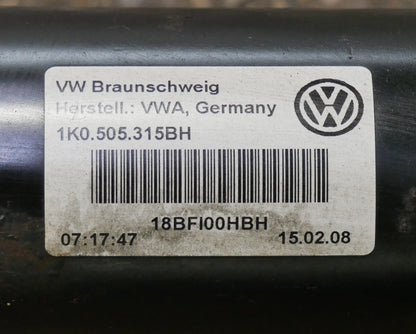 VW Braunschweig
Herstell.: VWA, Germany
1K0.505.315BH
18BFI00HBH
07:17:47 15.02.08